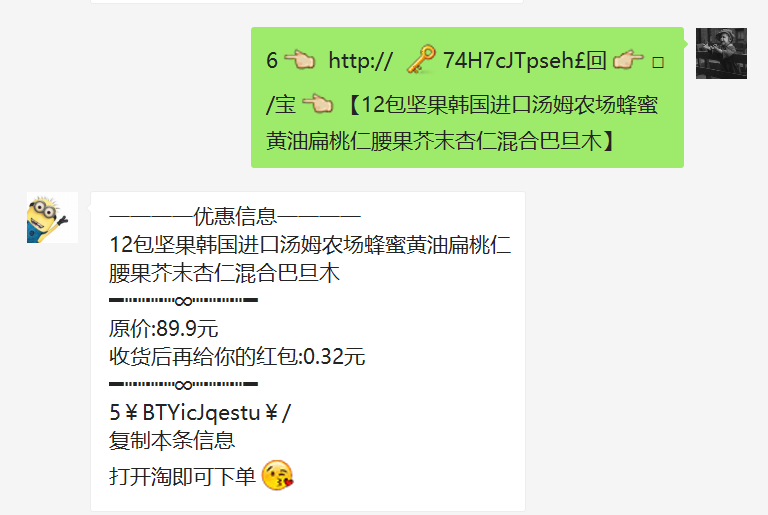 6 👈 http:// 🔑 74H7cJTpseh£回 👉 □
/宝 👈 【12包坚果韩国进口汤姆农场蜂蜜
黄油扁桃仁腰果芥末杏仁混合巴旦木】
————优惠信息————
12包坚果韩国进口汤姆农场蜂蜜黄油扁桃仁
腰果芥末杏仁混合巴旦木
━┉┉┉┉∞┉┉┉┉━
原价:89.9元
收货后再给你的红包:0.32元
━┉┉┉┉∞┉┉┉┉━
5￥BTYicJqestu￥/
复制本条信息
打开淘即可下单 😘